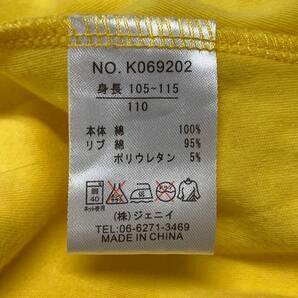 NO. K069202
身長 105~115
110
本体 綿 100%
リブ 綿 95%
ポリウレタン 5%
40
ネット使用
(株)ジェニイ
TEL:06-6271-3469
MADE IN CHINA